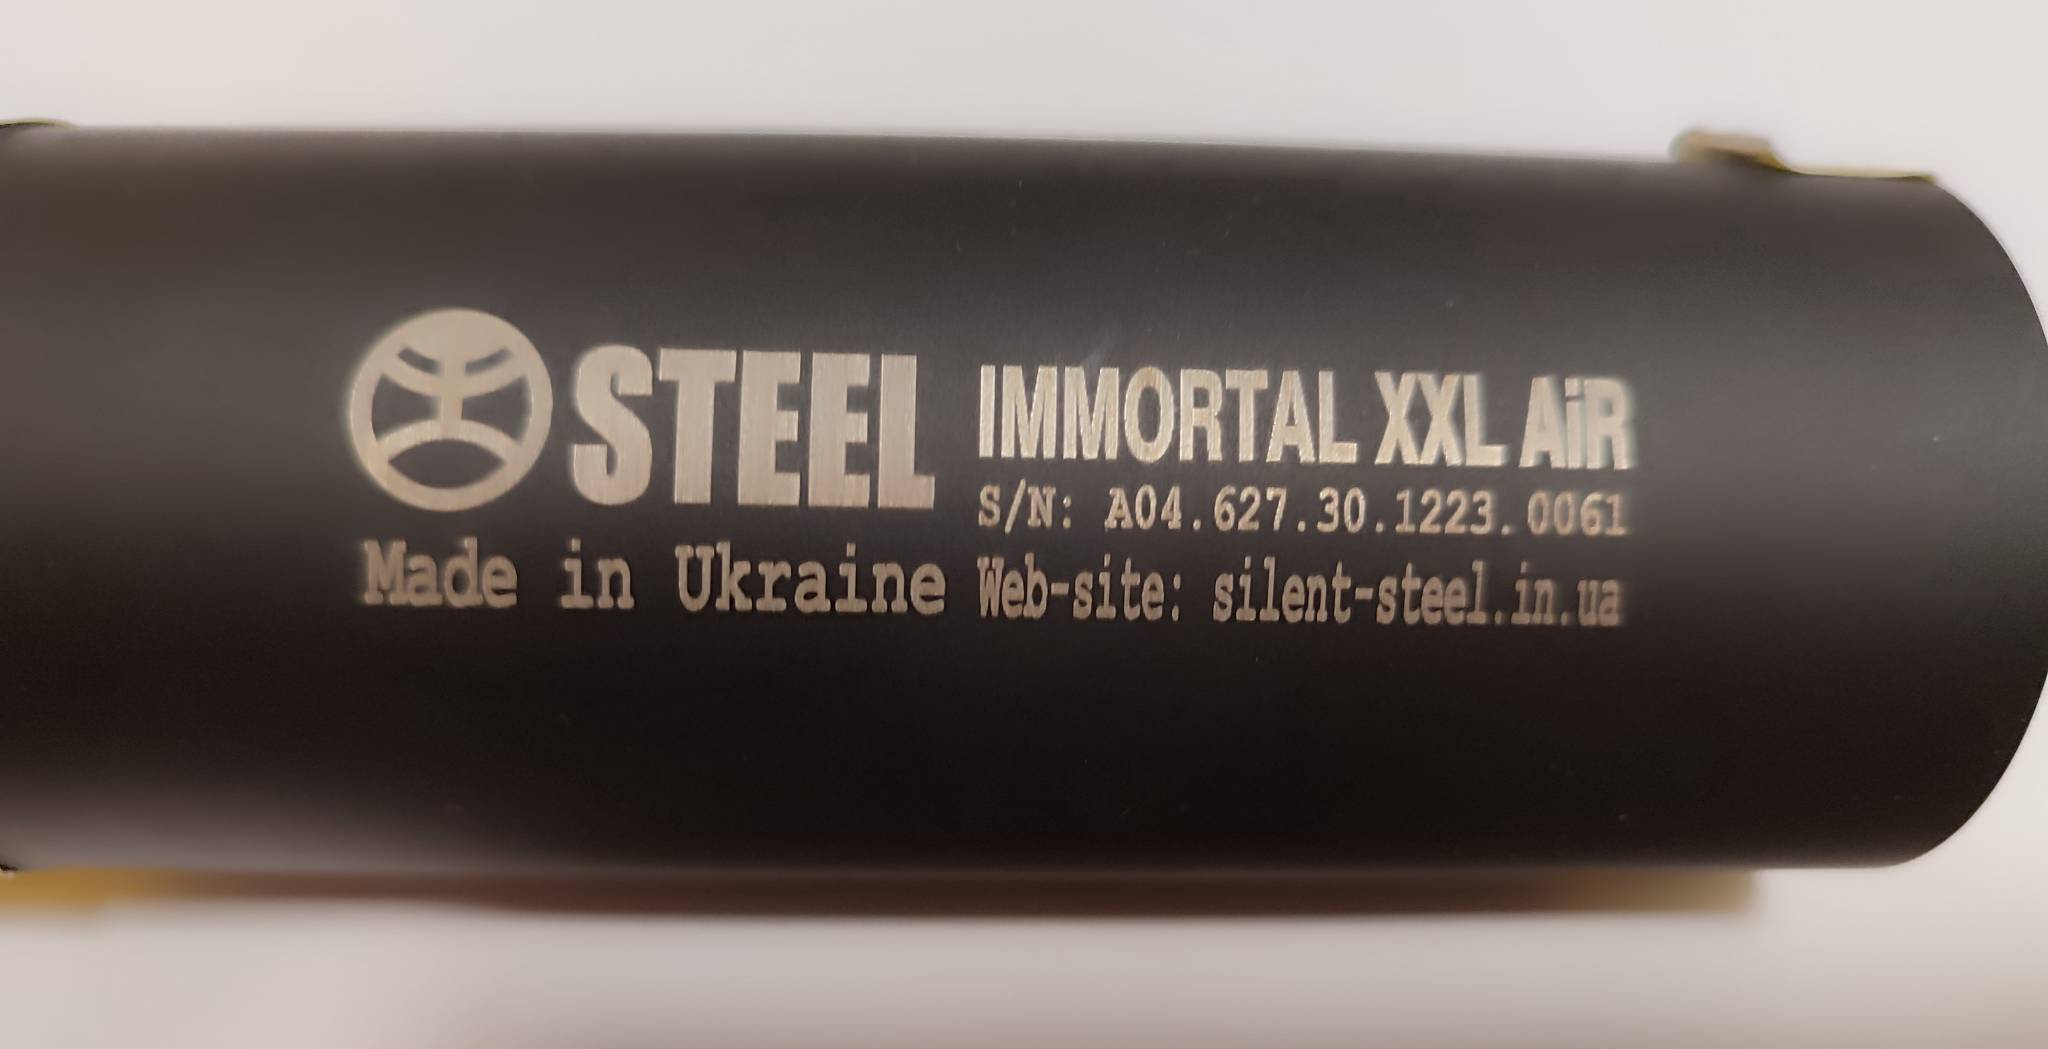 STEEL
Made in Ukraine
IMMORTAL XXL AiR
S/N: A04.627.30.1223.0061
Web-site: silent-steel.in.ua